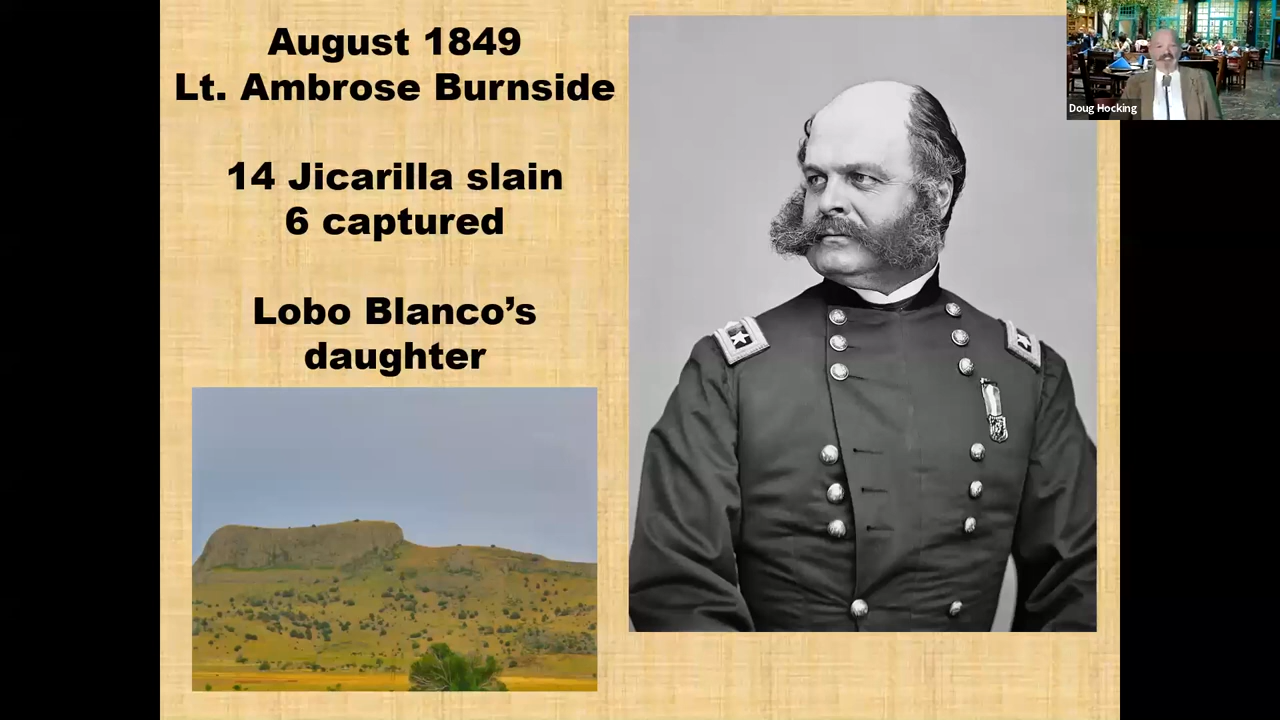 August 1849
Lt. Ambrose Burnside
14 Jicarilla slain
6 captured
Lobo Blanco’s
daughter
Doug Hocking